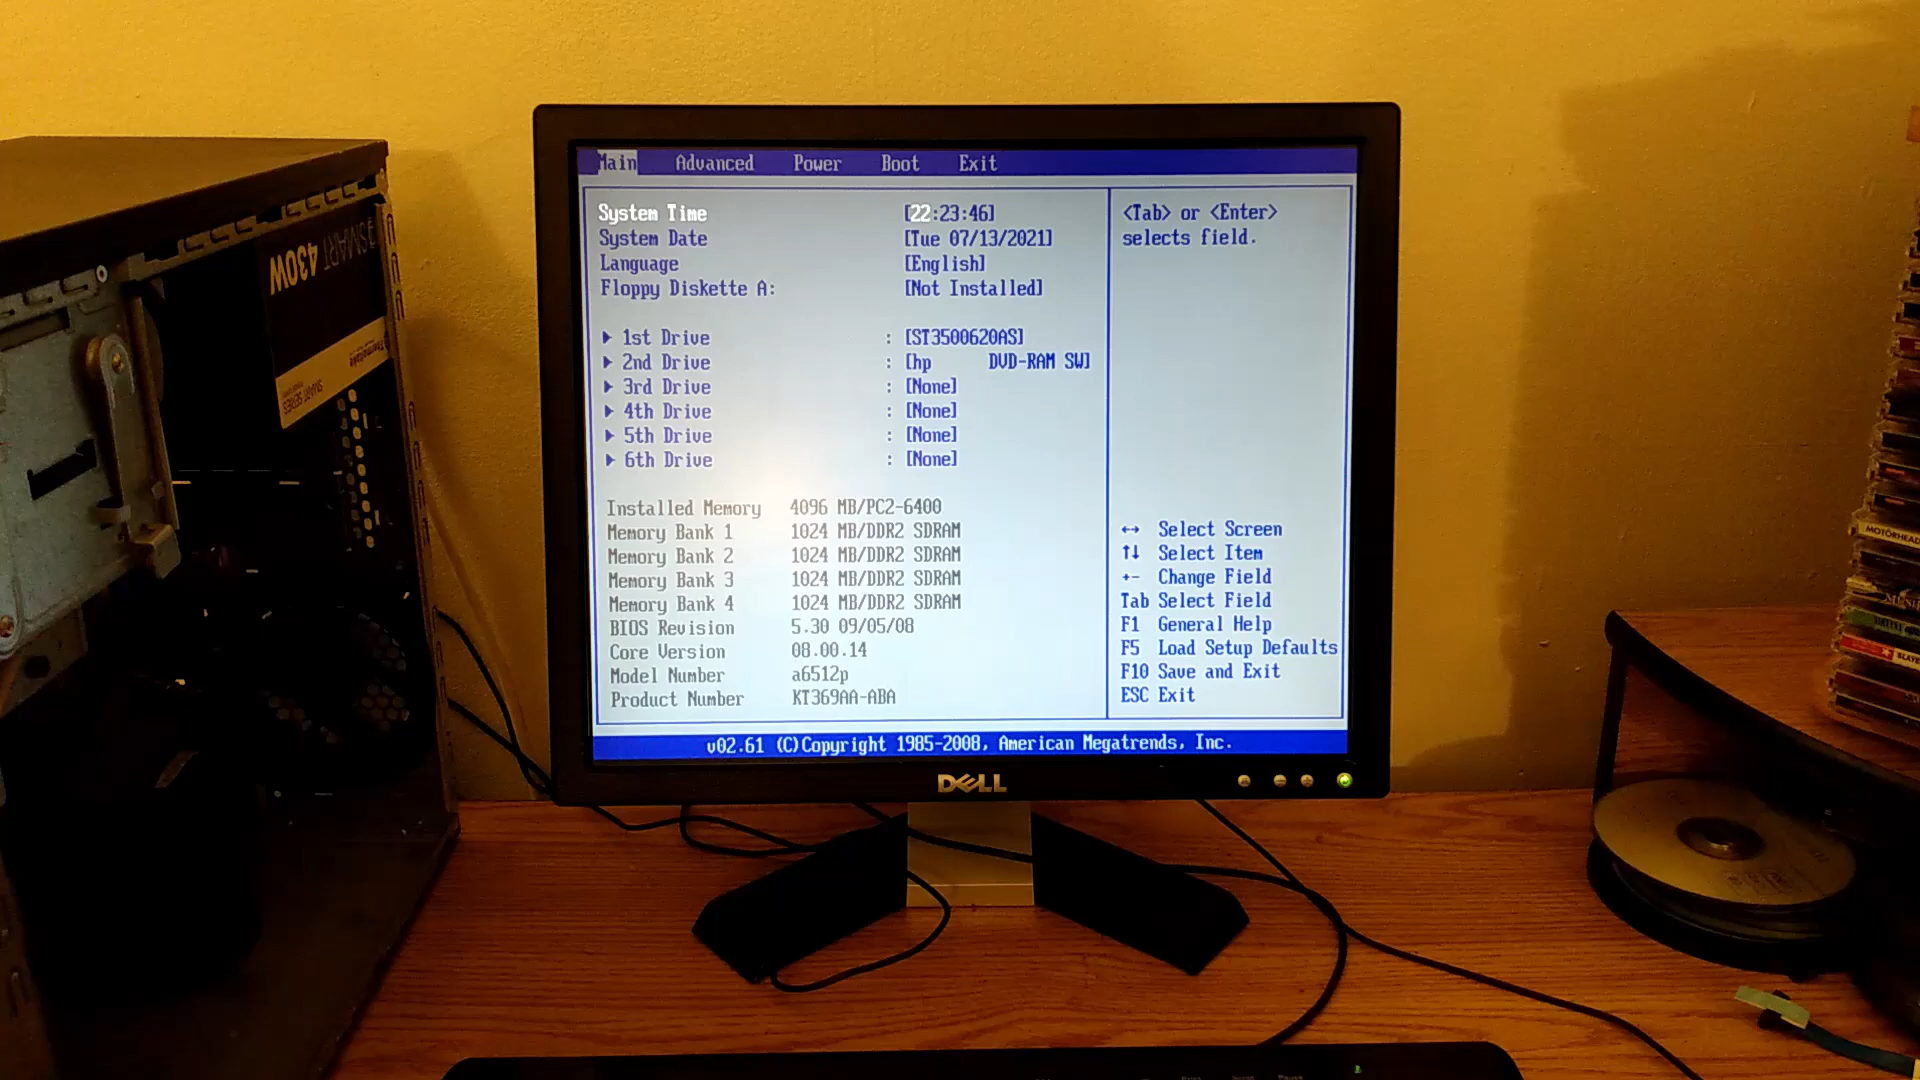 Main Advanced Power Boot Exit
System Time [22:23:46]
System Date [Tue 07/13/2021]
Language [English]
Floppy Diskette A: [Not Installed]
1st Drive : [ST3500620AS]
2nd Drive : [hp DVD-RAM SW]
3rd Drive : [None]
4th Drive : [None]
5th Drive : [None]
6th Drive : [None]
Installed Memory 4096 MB/PC2-6400
Memory Bank 1 1024 MB/DDR2 SDRAM
Memory Bank 2 1024 MB/DDR2 SDRAM
Memory Bank 3 1024 MB/DDR2 SDRAM
Memory Bank 4 1024 MB/DDR2 SDRAM
BIOS Revision 5.30 09/05/08
Core Version 08.00.14
Model Number a6512p
Product Number KT369AA-ABA
<Tab> or <Enter>
selects field.
↔ Select Screen
↑↓ Select Item
+- Change Field
Tab Select Field
F1 General Help
F5 Load Setup Defaults
F10 Save and Exit
ESC Exit
v02.61 (C)Copyright 1985-2008, American Megatrends, Inc.
DELL
SMART 430W
Thermaltake
SMART SERIES
MOTÖRHEAD